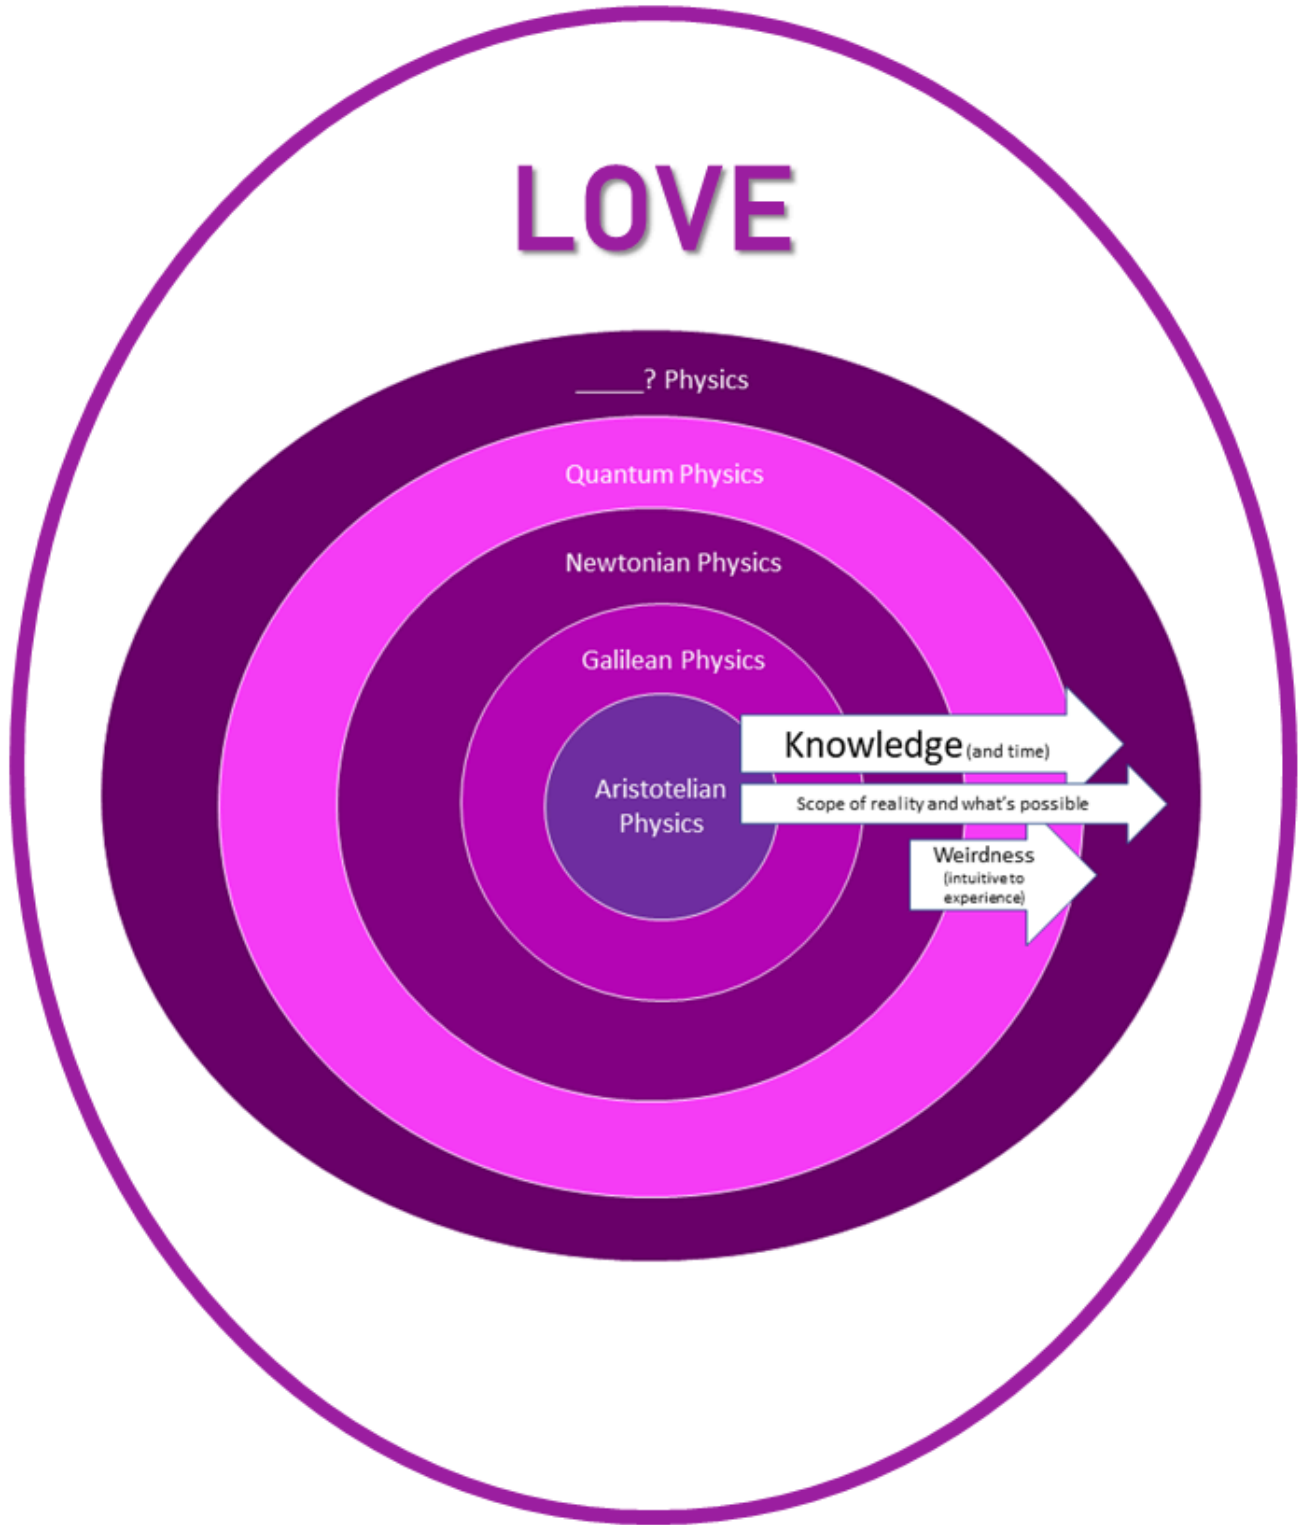 LOVE
_____? Physics
Quantum Physics
Newtonian Physics
Galilean Physics
Aristotelian
Physics
Knowledge (and time)
Scope of reality and what's possible
Weirdness
(intuitive to
experience)